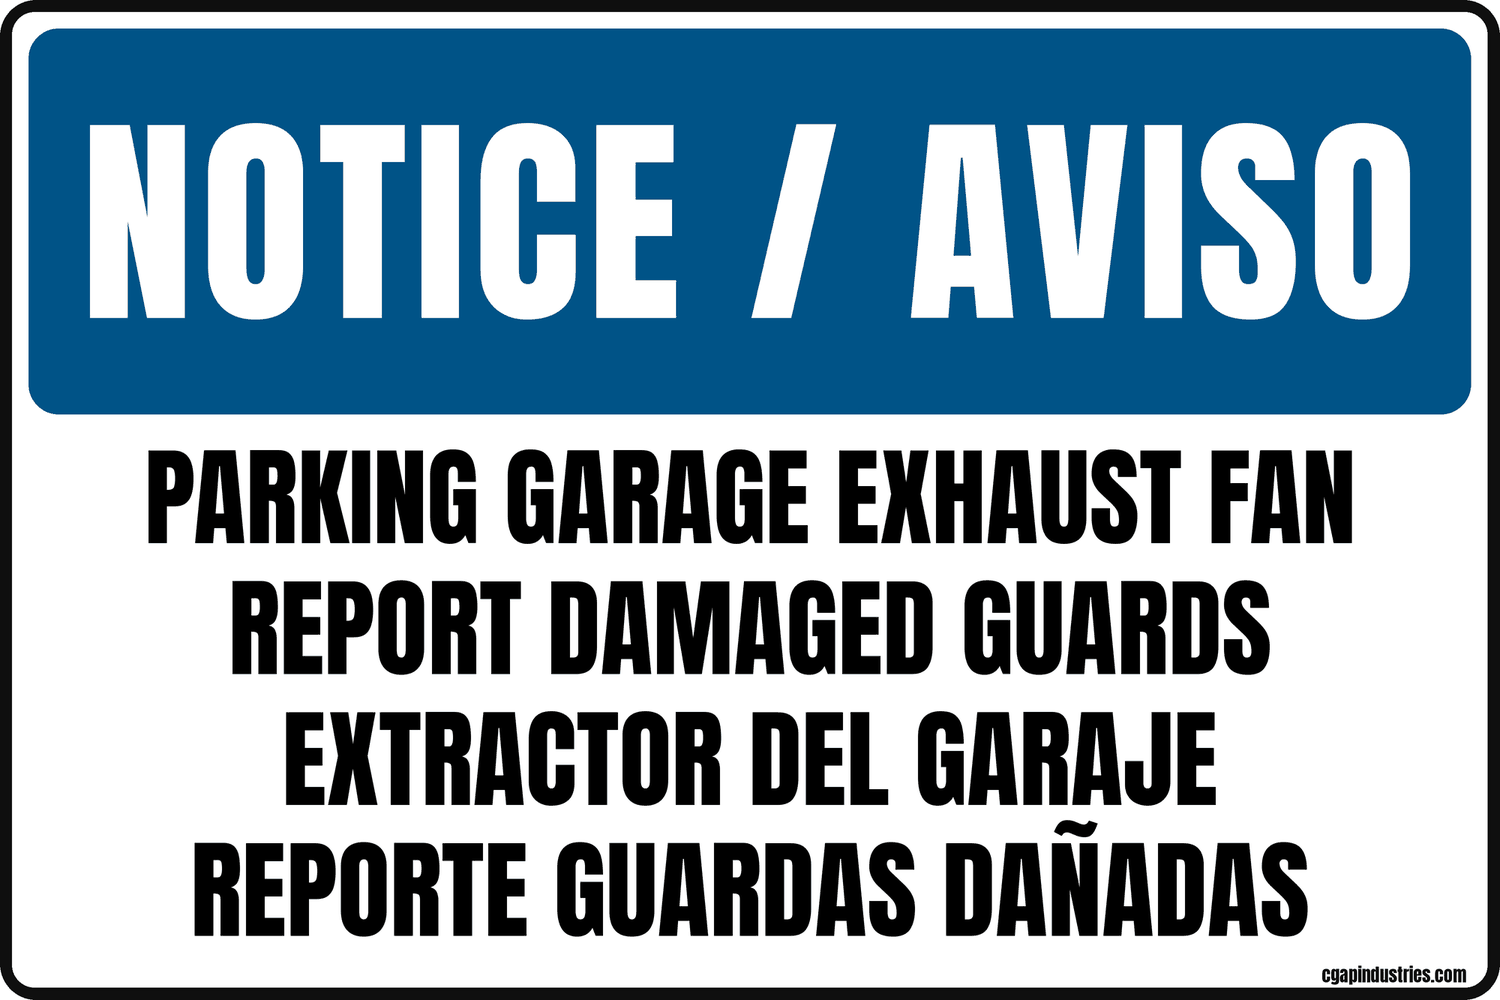 NOTICE / AVISO
PARKING GARAGE EXHAUST FAN
REPORT DAMAGED GUARDS
EXTRACTOR DEL GARAJE
REPORTE GUARDAS DAÑADAS
cgapindustries.com